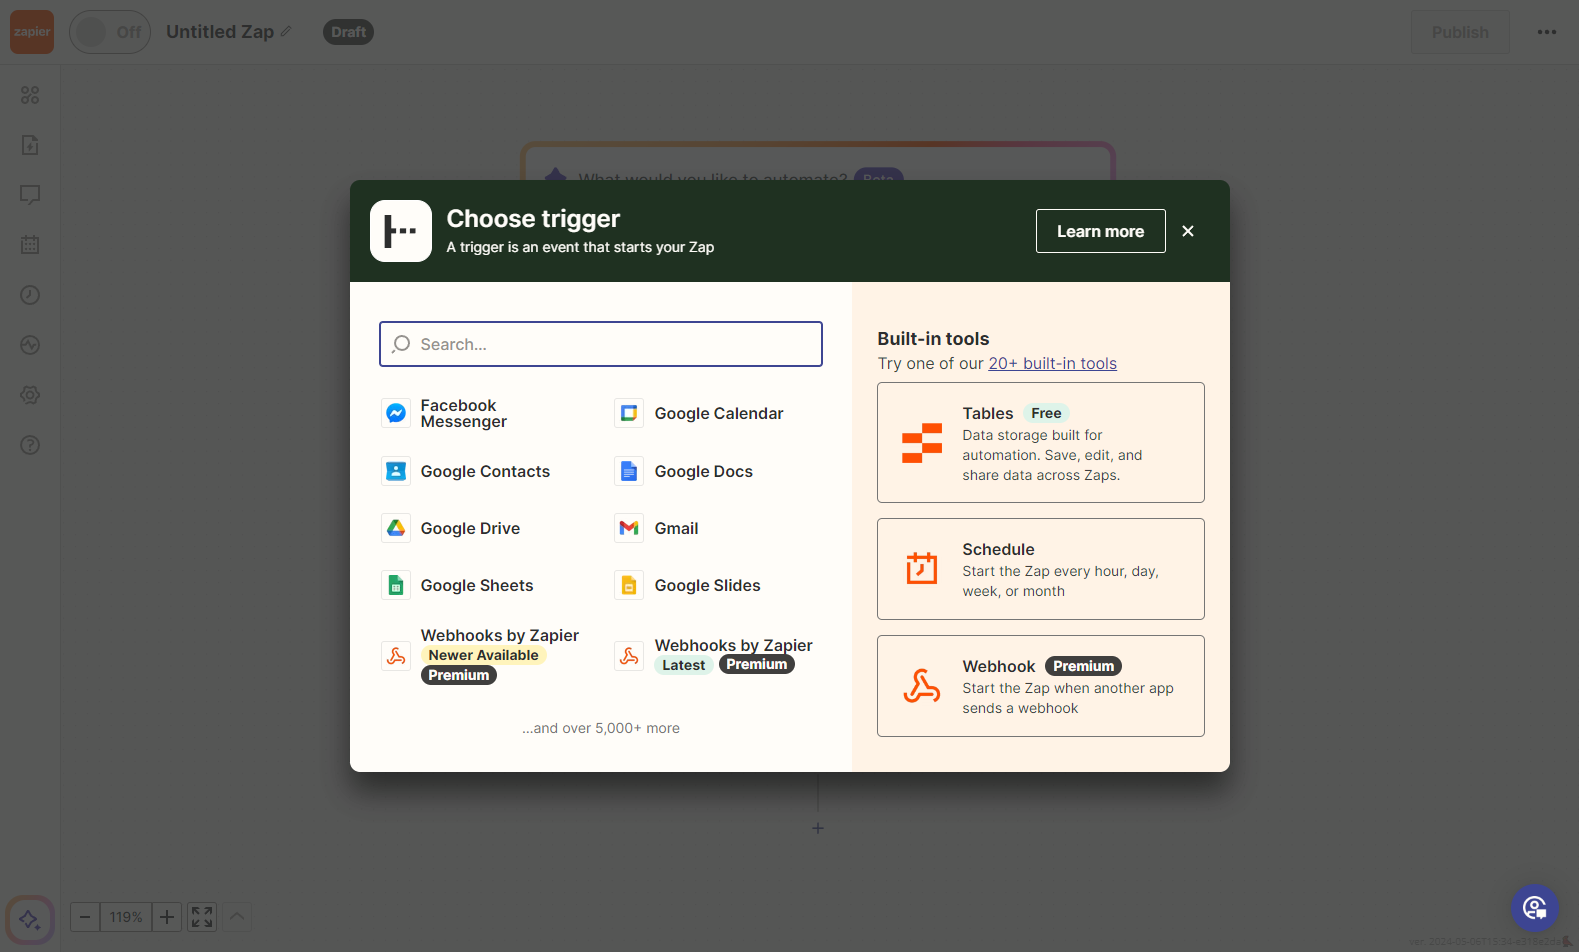 zapier
Off
Untitled Zap
Draft
Publish
What would you like to automate? Beta
Choose trigger
A trigger is an event that starts your Zap
Learn more
Search...
Facebook
Messenger
Google Calendar
Google Contacts
Google Docs
Google Drive
Gmail
Google Sheets
Google Slides
Webhooks by Zapier
Newer Available
Premium
Webhooks by Zapier
Latest Premium
...and over 5,000+ more
Built-in tools
Try one of our 20+ built-in tools
Tables Free
Data storage built for
automation. Save, edit, and
share data across Zaps.
Schedule
Start the Zap every hour, day,
week, or month
Webhook Premium
Start the Zap when another app
sends a webhook
119%